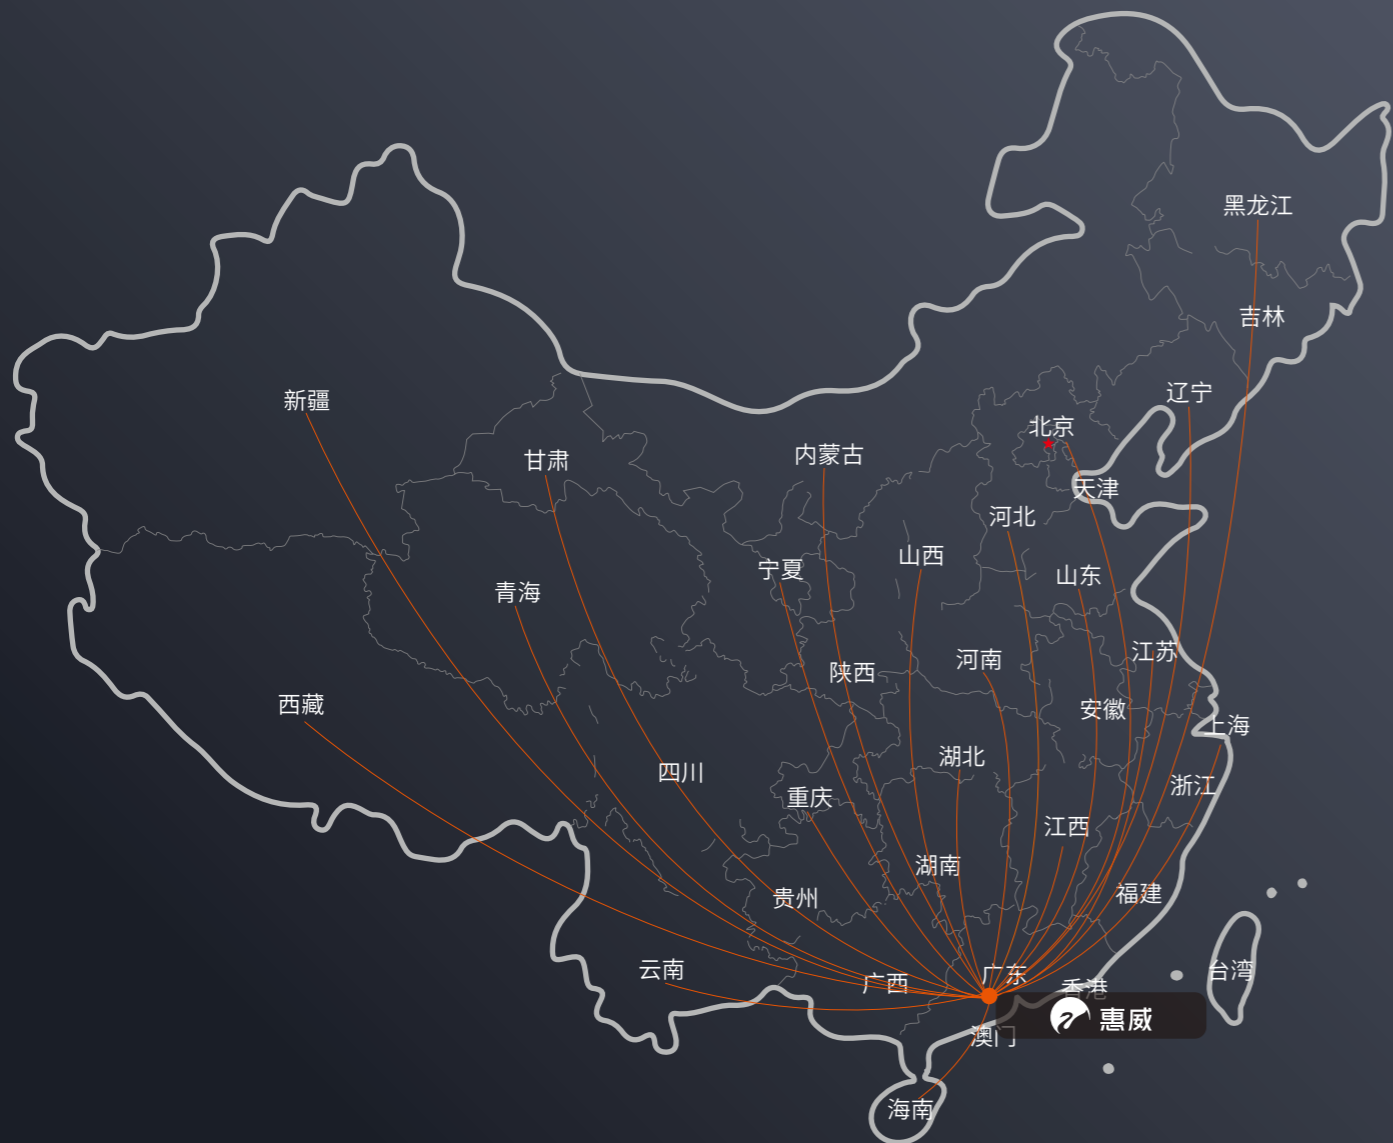 黑龙江
吉林
辽宁
新疆
北京
内蒙古
甘肃
天津
河北
山西
宁夏
山东
青海
江苏
河南
陕西
西藏
安徽
上海
湖北
四川
浙江
重庆
江西
湖南
福建
贵州
云南
台湾
广东
广西
香港
惠威
澳门
海南